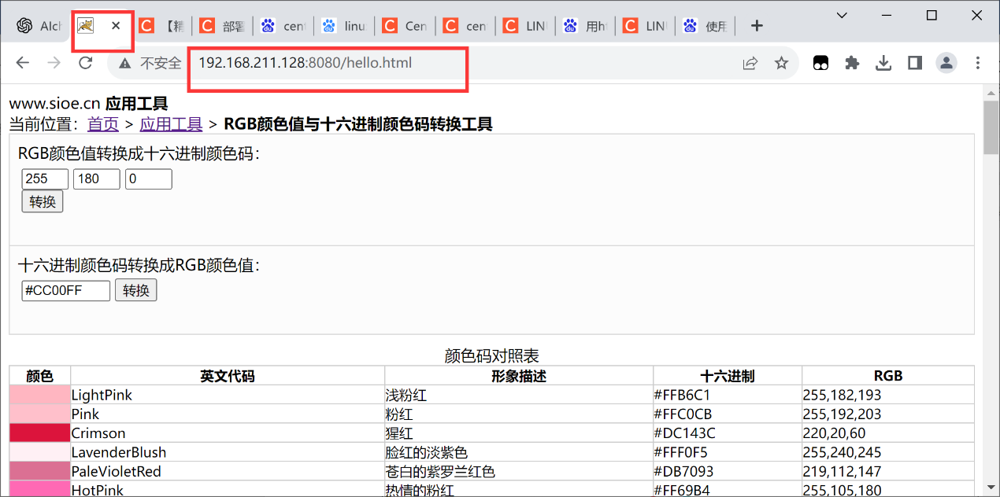 Alch
【精
部署
cent
linux
Cen
cen
LINU
用ht
LINU
使用
不安全 192.168.211.128:8080/hello.html
www.sioe.cn 应用工具
当前位置：首页 > 应用工具 > RGB颜色值与十六进制颜色码转换工具
RGB颜色值转换成十六进制颜色码：
255 180 0
转换
十六进制颜色码转换成RGB颜色值：
#CC00FF 转换
颜色码对照表
颜色 英文代码 形象描述 十六进制 RGB
LightPink 浅粉红 #FFB6C1 255,182,193
Pink 粉红 #FFC0CB 255,192,203
Crimson 猩红 #DC143C 220,20,60
LavenderBlush 脸红的淡紫色 #FFF0F5 255,240,245
PaleVioletRed 苍白的紫罗兰红色 #DB7093 219,112,147
HotPink 热情的粉红 #FF69B4 255,105,180